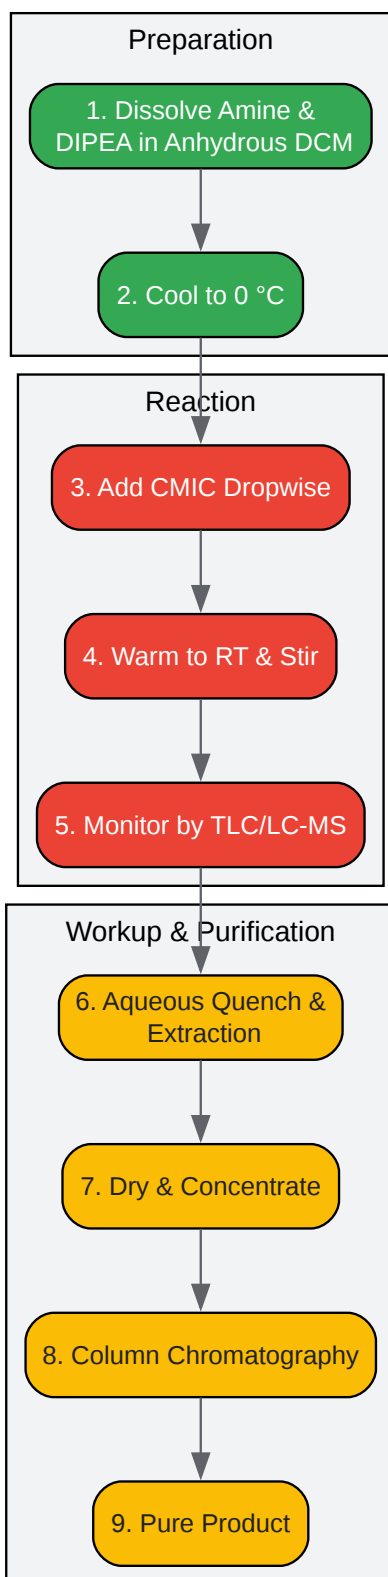 Preparation
1. Dissolve Amine &
DIPEA in Anhydrous DCM
2. Cool to 0 °C
Reaction
3. Add CMIC Dropwise
4. Warm to RT & Stir
5. Monitor by TLC/LC-MS
Workup & Purification
6. Aqueous Quench &
Extraction
7. Dry & Concentrate
8. Column Chromatography
9. Pure Product